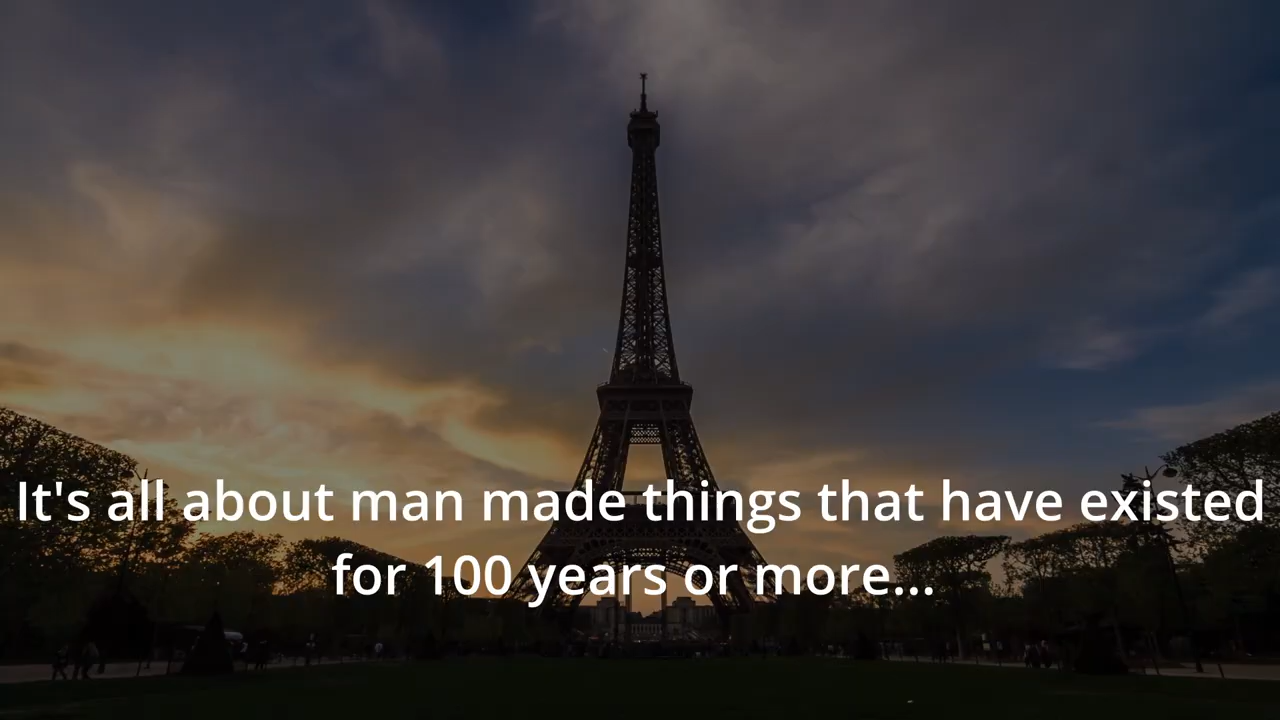 It's all about man made things that have existed
for 100 years or more...